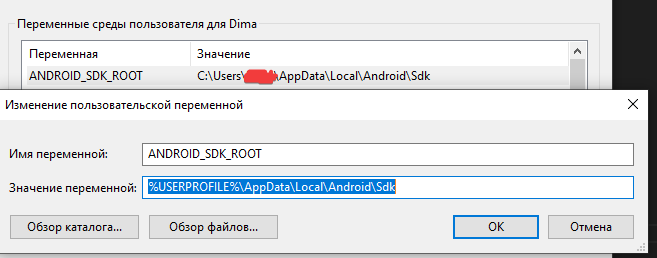 Переменные среды пользователя для Dima
Переменная Значение
ANDROID_SDK_ROOT C:\Users\ \AppData\Local\Android\Sdk
Изменение пользовательской переменной
Имя переменной: ANDROID_SDK_ROOT
Значение переменной: %USERPROFILE%\AppData\Local\Android\Sdk
Обзор каталога... Обзор файлов... OK Отмена